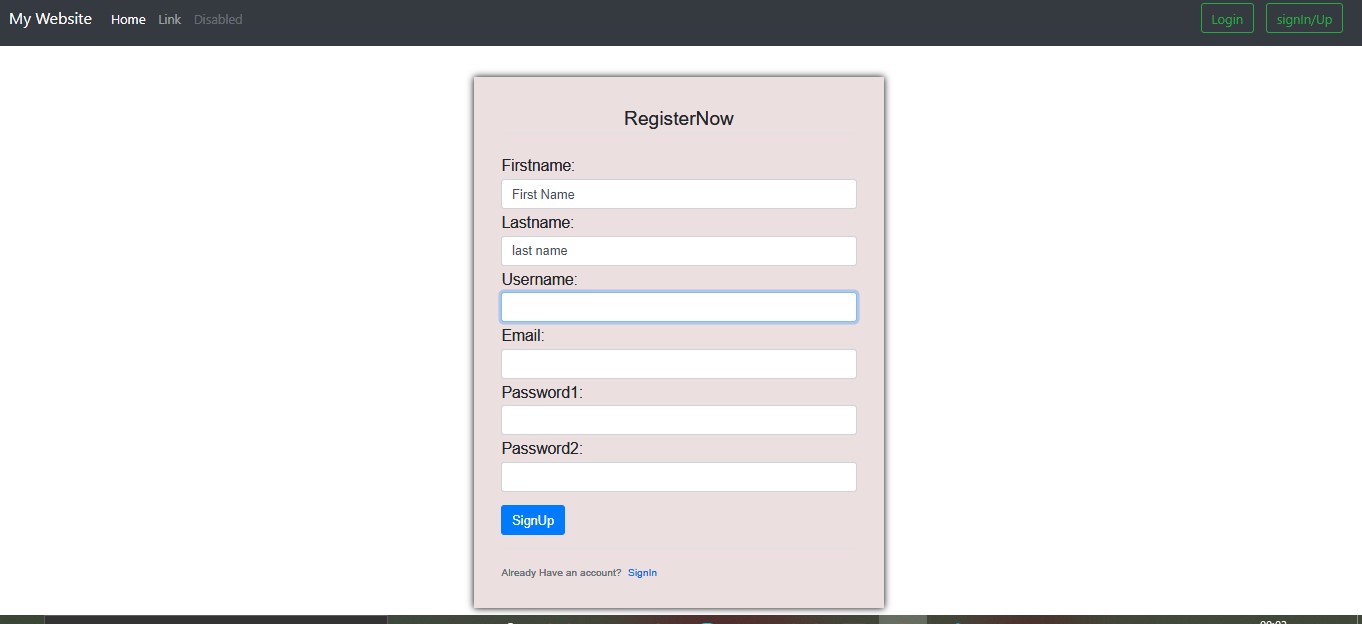 My Website Home Link Disabled Login signIn/Up
RegisterNow
Firstname:
First Name
Lastname:
last name
Username:
Email:
Password1:
Password2:
SignUp
Already Have an account? SignIn